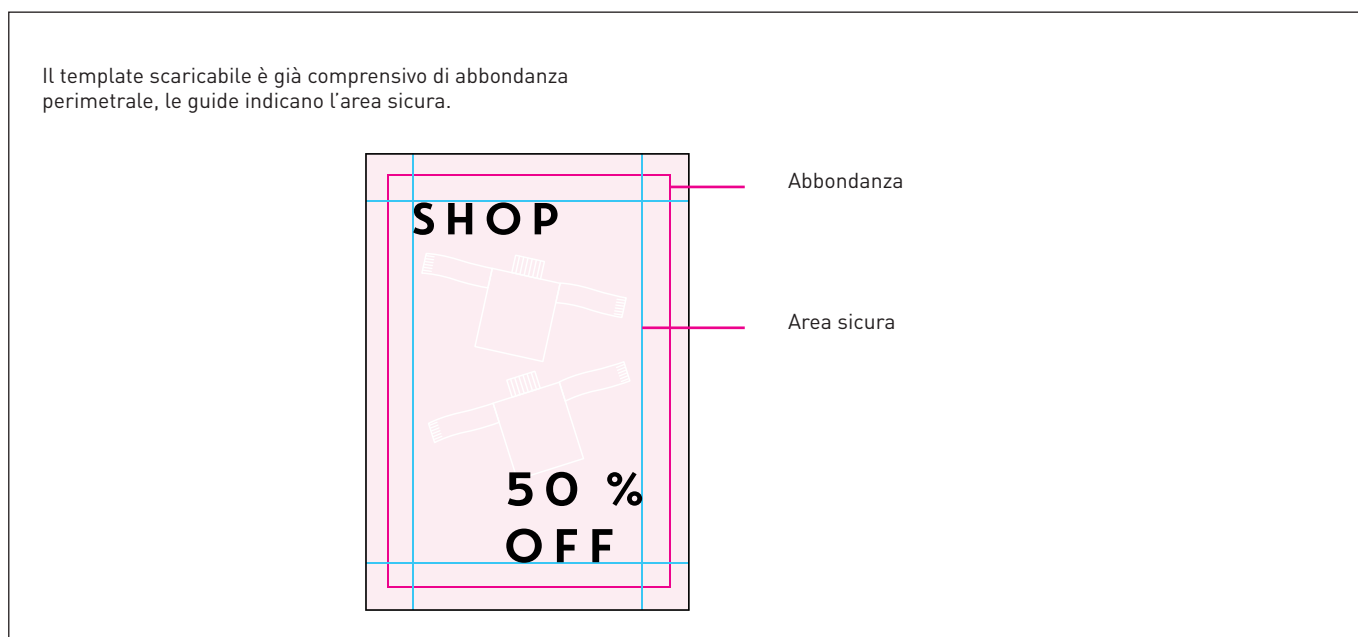 Il template scaricabile è già comprensivo di abbondanza
perimetrale, le guide indicano l'area sicura.
Abbondanza
SHOP
Area sicura
50 %
OFF